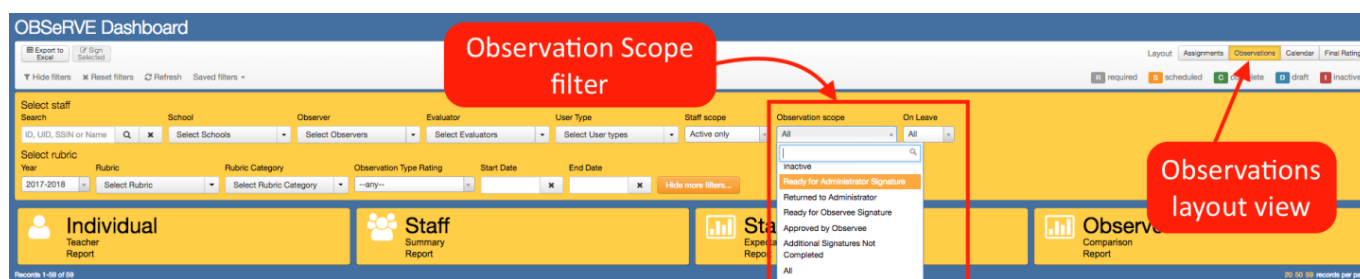 OBSeRVE Dashboard
Export to Excel
Sign Selected
Layout Assignments Observations Calendar Final Rating
Hide filters Reset filters Refresh Saved filters
R required S scheduled C D draft I inactive
Observation Scope
filter
Select staff
Search School Observer Evaluator User Type Staff scope Observation scope On Leave
ID, UID, SSIN or Name Select Schools Select Observers Select Evaluators Select User types Active only All All
Select rubric
Year Rubric Rubric Category Observation Type Rating Start Date End Date
2017-2018 Select Rubric Select Rubric Category --any-- Hide more filters...
Inactive
Ready for Administrator Signature
Returned to Administrator
Ready for Observee Signature
Approved by Observee
Additional Signatures Not
Completed
All
Observations
layout view
Individual
Teacher
Report
Staff
Summary
Report
Sta
Expecta
Report
Observe
Comparison
Report
Records 1-59 of 59
20 50 59 records per pa